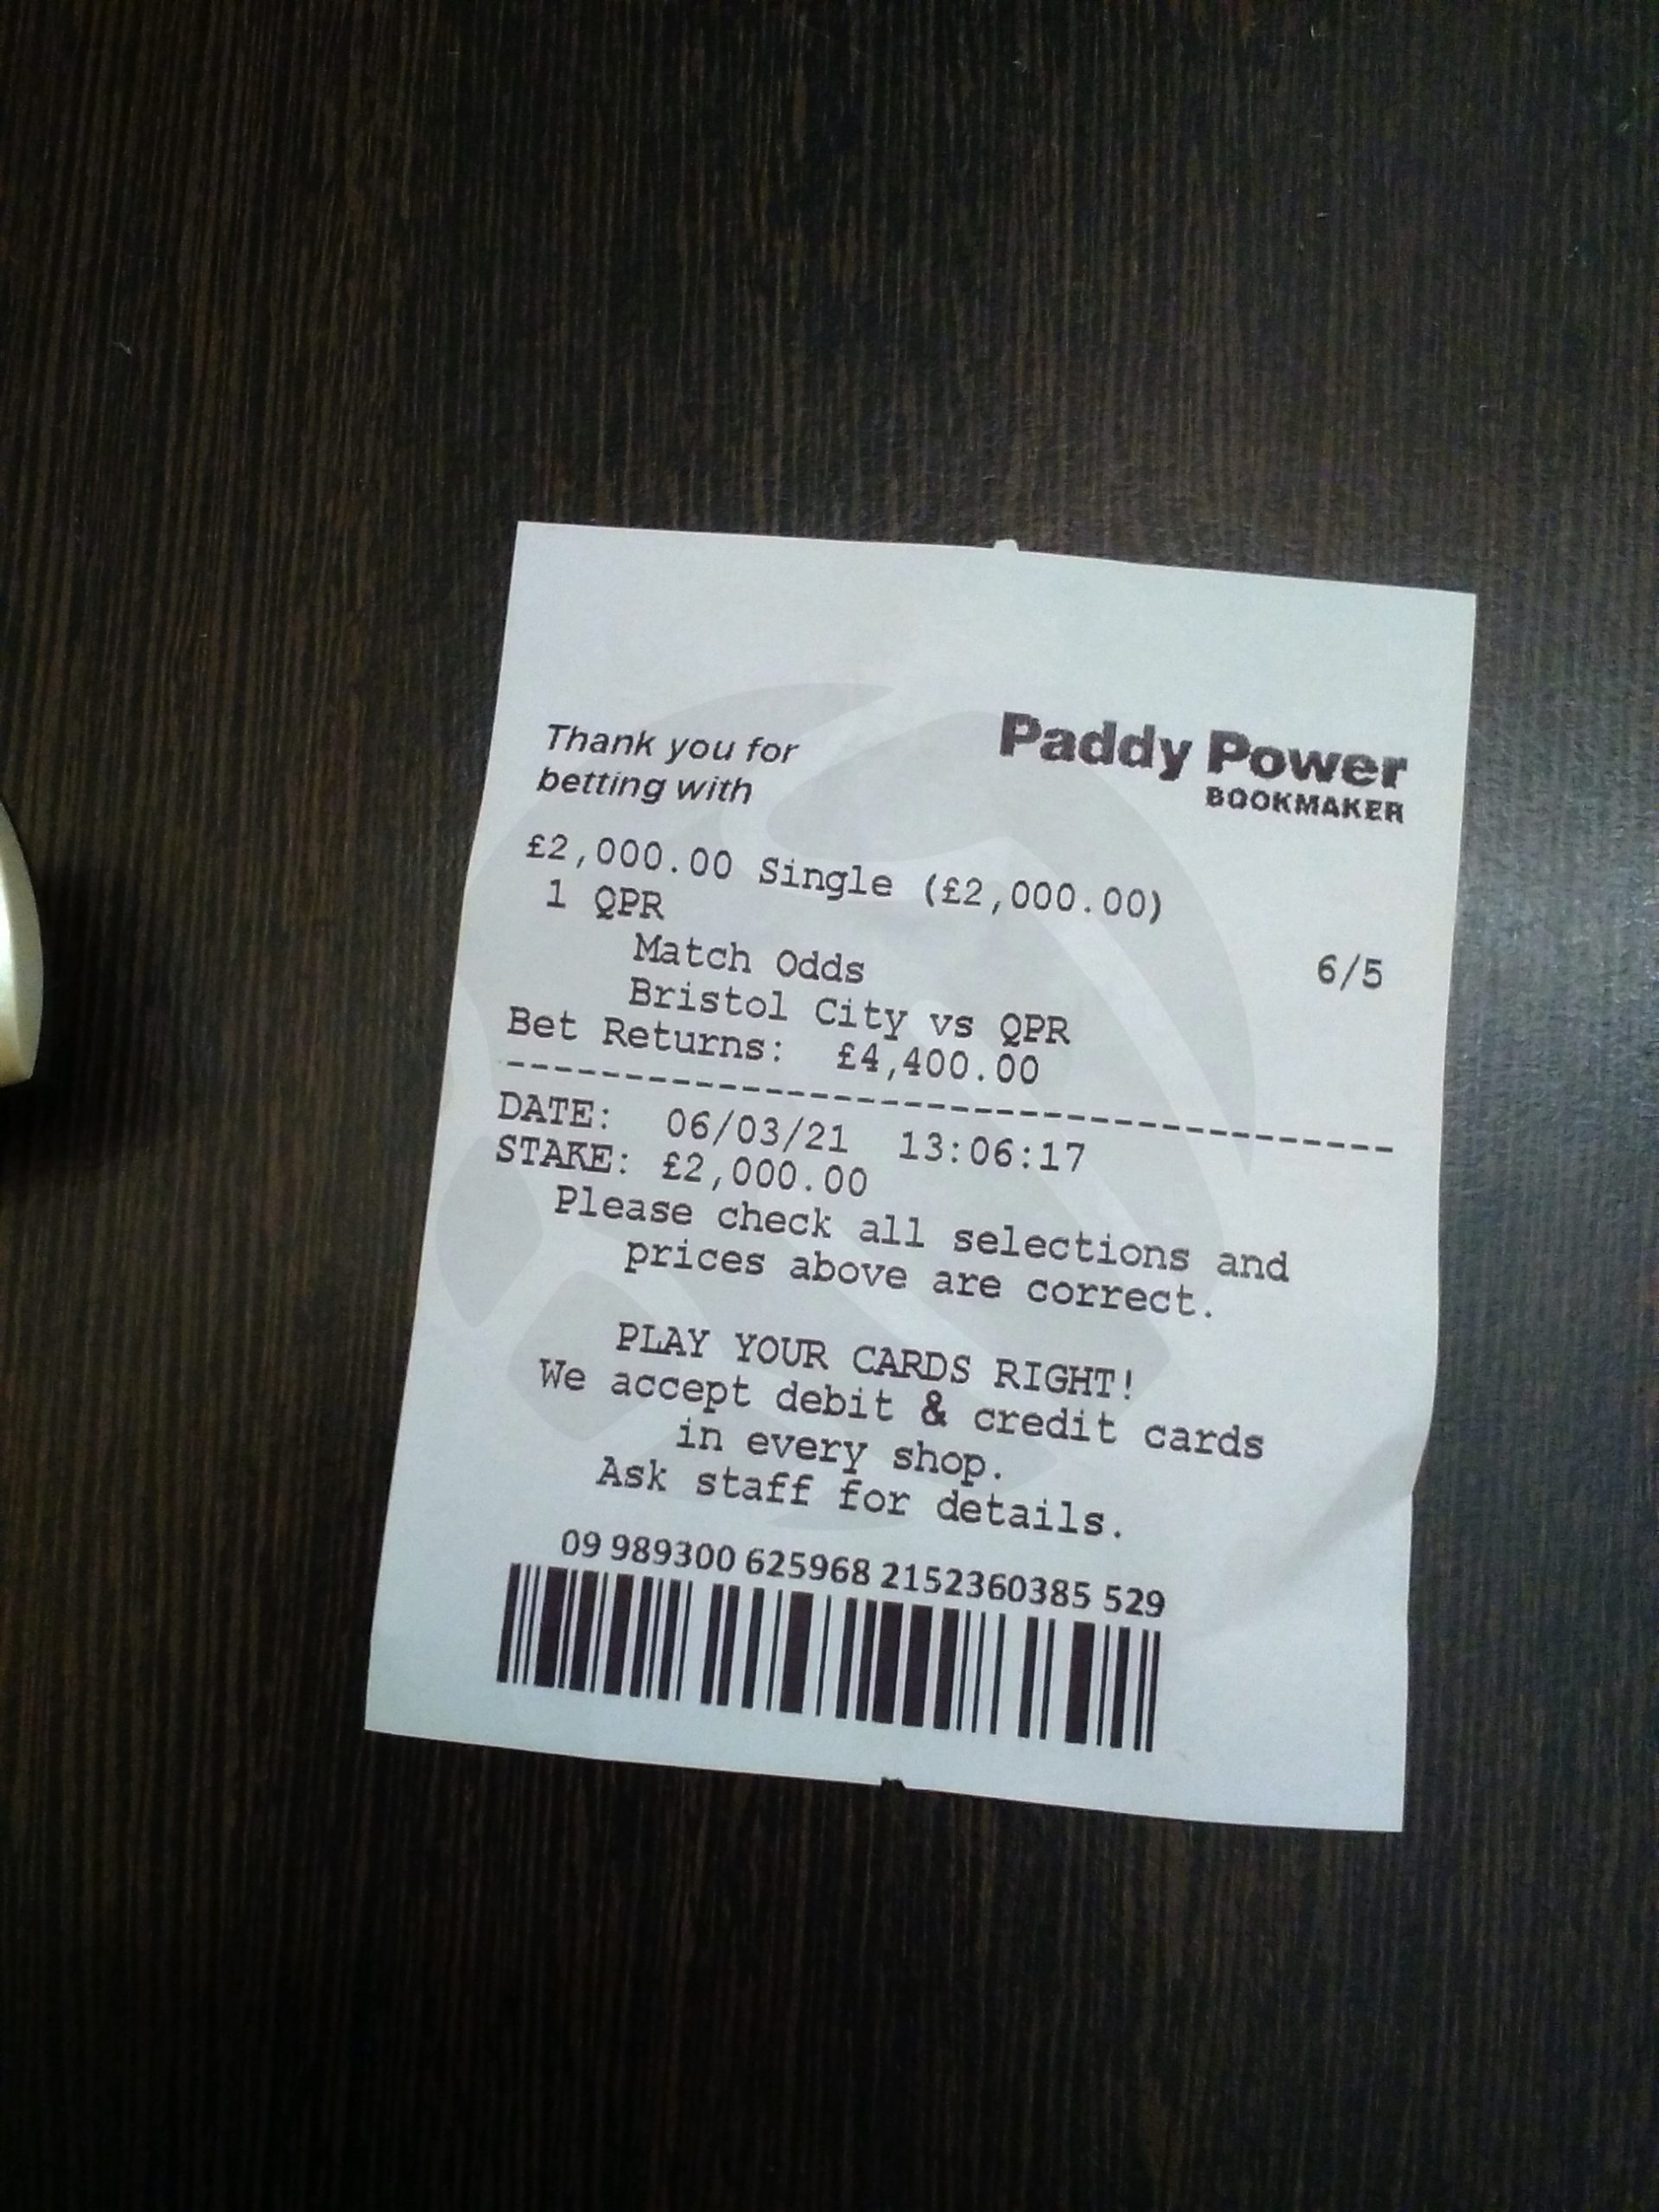 Thank you for
betting with
Paddy Power
BOOKMAKER
£2,000.00 Single (£2,000.00)
1 QPR
Match Odds 6/5
Bristol City vs QPR
Bet Returns: £4,400.00
--------------------------------------
DATE: 06/03/21 13:06:17
STAKE: £2,000.00
Please check all selections and
prices above are correct.
PLAY YOUR CARDS RIGHT!
We accept debit & credit cards
in every shop.
Ask staff for details.
09 989300 625968 2152360385 529